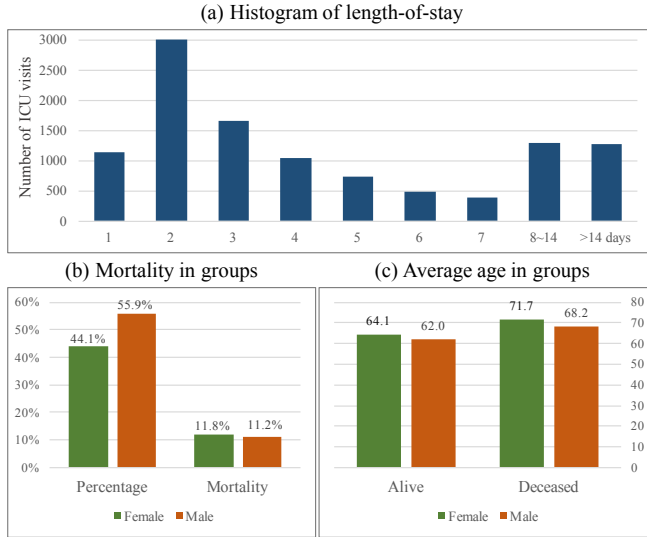 (a) Histogram of length-of-stay
Number of ICU visits
3000
2500
2000
1500
1000
500
0
1 2 3 4 5 6 7 8~14 >14 days
(b) Mortality in groups
60%
50%
40%
30%
20%
10%
0%
44.1% 55.9% 11.8% 11.2%
Percentage Mortality
Female Male
(c) Average age in groups
64.1 62.0 71.7 68.2
80
70
60
50
40
30
20
10
0
Alive Deceased
Female Male